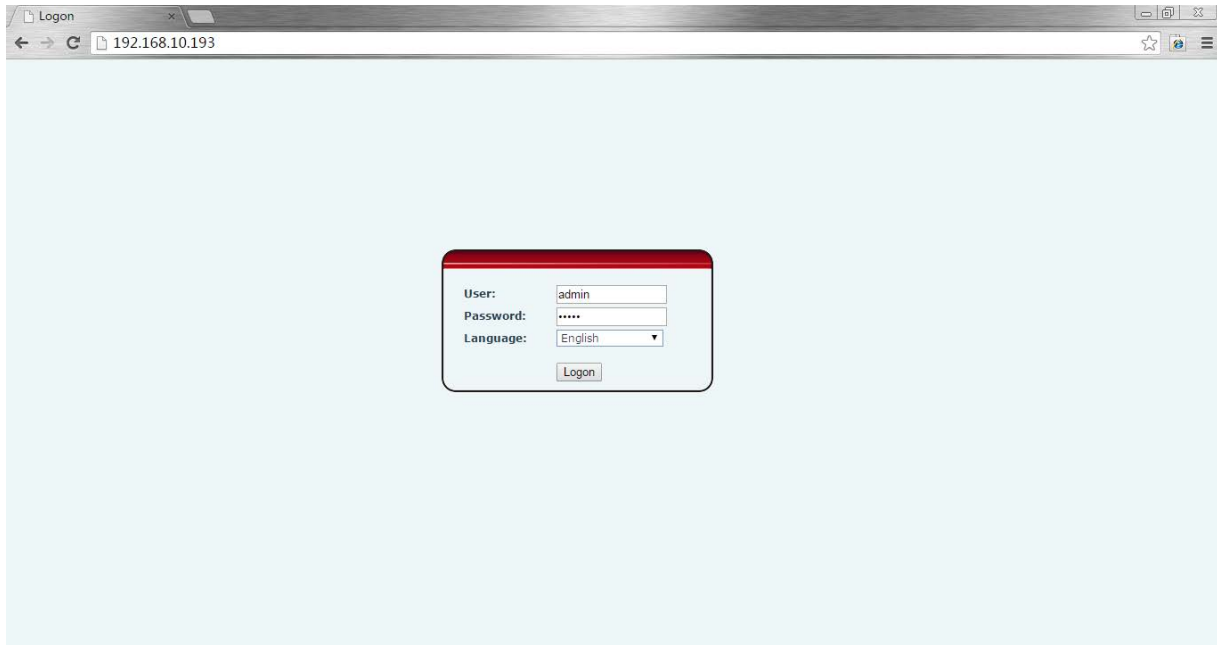 Logon
192.168.10.193
User: admin
Password: •••••
Language: English
Logon